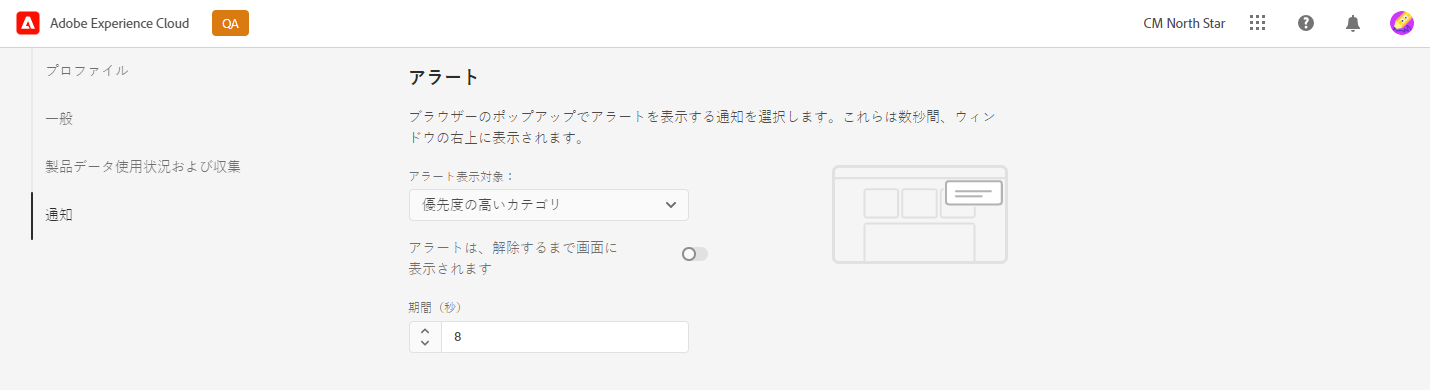 Adobe Experience Cloud
QA
CM North Star
プロファイル
一般
製品データ使用状況および収集
通知
アラート
ブラウザーのポップアップでアラートを表示する通知を選択します。これらは数秒間、ウィン
ドウの右上に表示されます。
アラート表示対象：
優先度の高いカテゴリ
アラートは、解除するまで画面に
表示されます
期間（秒）
8